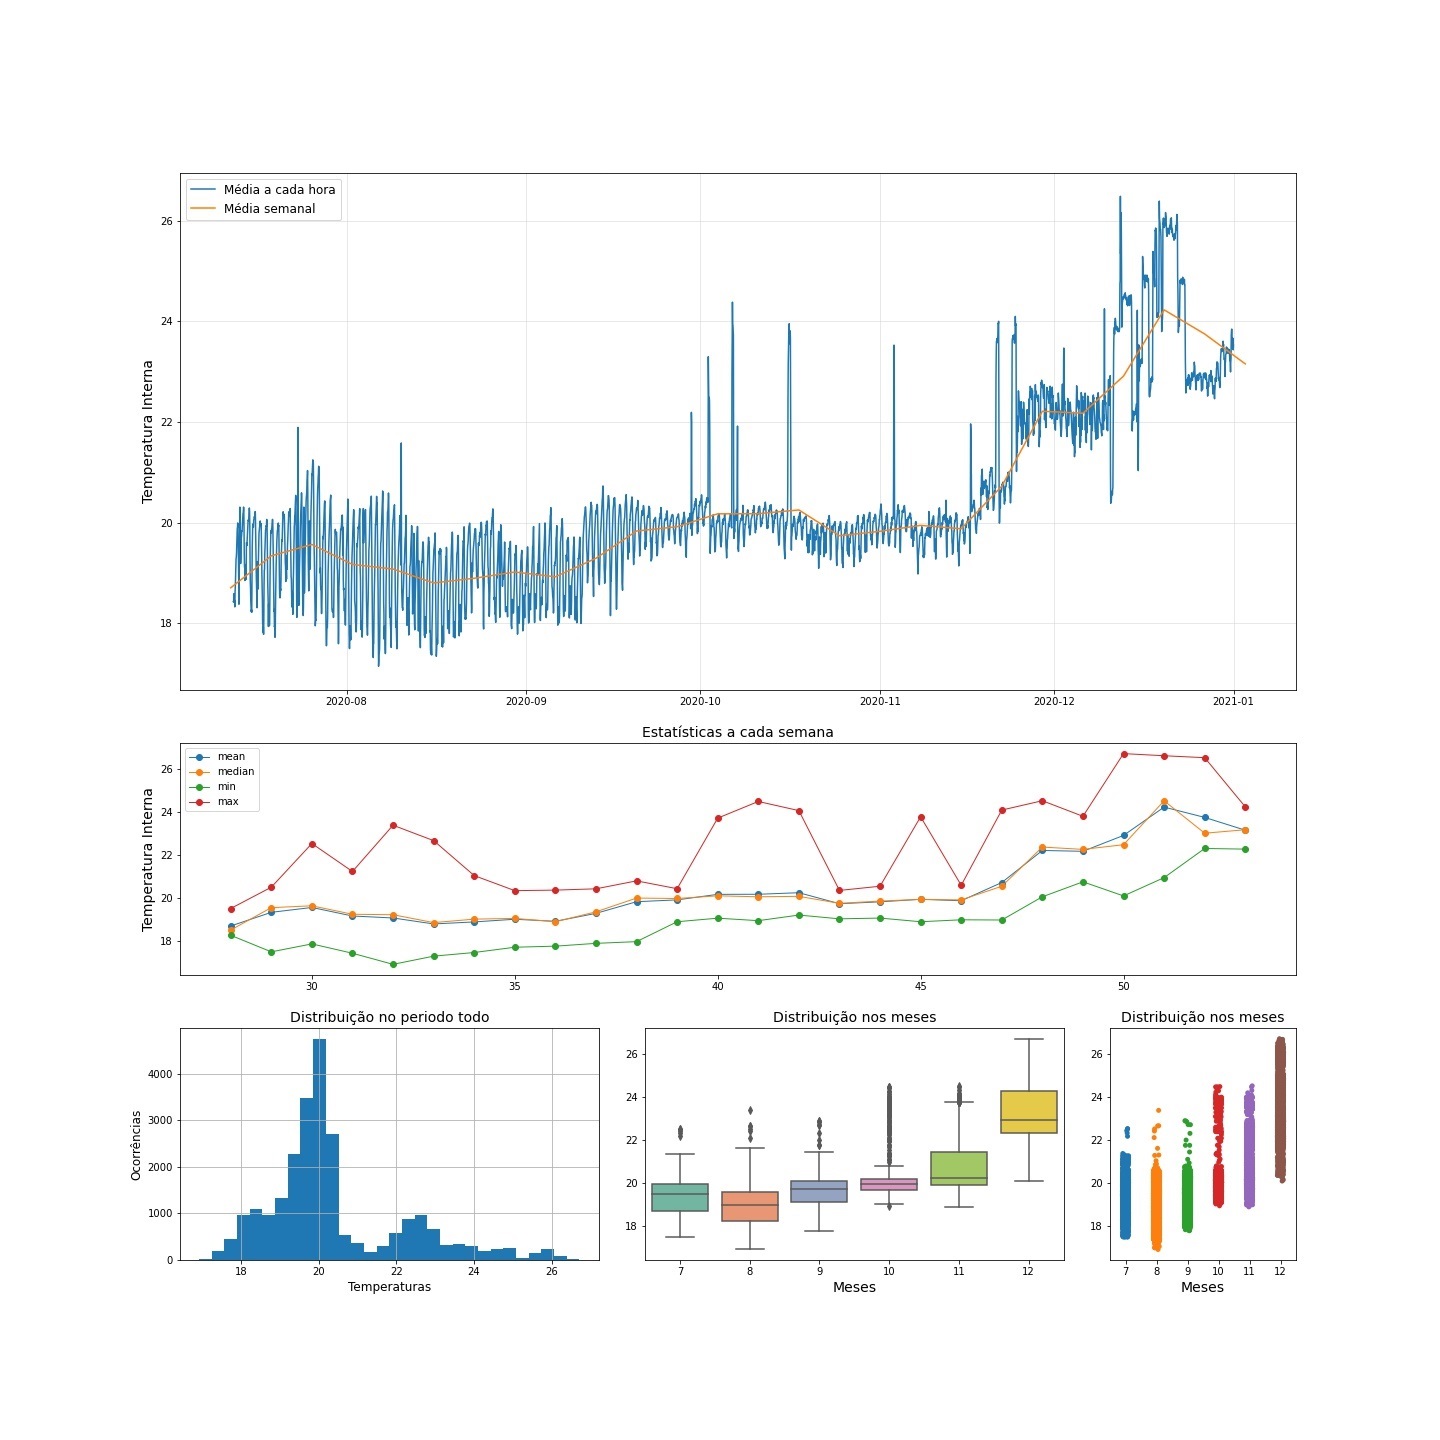 Média a cada hora
Média semanal
Temperatura Interna
26
24
22
20
18
2020-08 2020-09 2020-10 2020-11 2020-12 2021-01
Estatísticas a cada semana
mean
median
min
max
Temperatura Interna
26
24
22
20
18
30 35 40 45 50
Distribuição no periodo todo
Ocorrências
4000
3000
2000
1000
0
18 20 22 24 26
Temperaturas
Distribuição nos meses
26
24
22
20
18
7 8 9 10 11 12
Meses
Distribuição nos meses
26
24
22
20
18
7 8 9 10 11 12
Meses